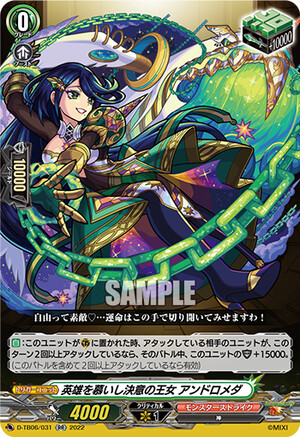 0
グレード
+10000
10000
SAMPLE
自由って素敵♡…運命はこの手で切り開いてみせますわ!
:このユニットが に置かれた時、アタックしている相手のユニットが、この
ターン2回以上アタックしているなら、そのバトル中、このユニットの +15000。
(このバトルを含めて2回以上アタックしているなら有効)
英雄を慕いし決意の王女 アンドロメダ
4000
クリティカル
1
モンスターストライク
神
D-TB06/031
2022
©MIXI